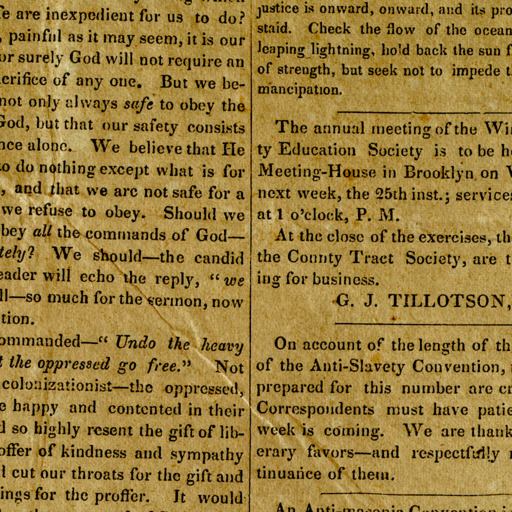 fe are inexpedient for us to do?
, painful as it may seem, it is our
or surely God will not require an
acrifice of any one. But we be-
not only always safe to obey the
God, but that our safety consists
nce alone. We believe that He
to do nothing except what is for
, and that we are not safe for a
we refuse to obey. Should we
bey all the commands of God—
tely? We should—the candid
eader will echo the reply, "we
ll—so much for the sermon, now
tion.
ommanded—"Undo the heavy
t the oppressed go free." Not
colonizationist—the oppressed,
e happy and contented in their
d so highly resent the gift of lib-
offer of kindness and sympathy
l cut our throats for the gift and
ings for the proffer. It would
justice is onward, onward, and its pro
staid. Check the flow of the ocean
leaping lightning, hold back the sun f
of strength, but seek not to impede t
mancipation.
The annual meeting of the Wi
ty Education Society is to be h
Meeting-House in Brooklyn on
next week, the 25th inst.; service
at 1 o'clock, P. M.
At the close of the exercises, th
the County Tract Society, are t
ing for business.
G. J. TILLOTSON,
On account of the length of th
of the Anti-Slavety Convention,
prepared for this number are cr
Correspondents must have patie
week is coming. We are thank
erary favors—and respectfully
tinuance of them.
An Anti-masonic Convention i